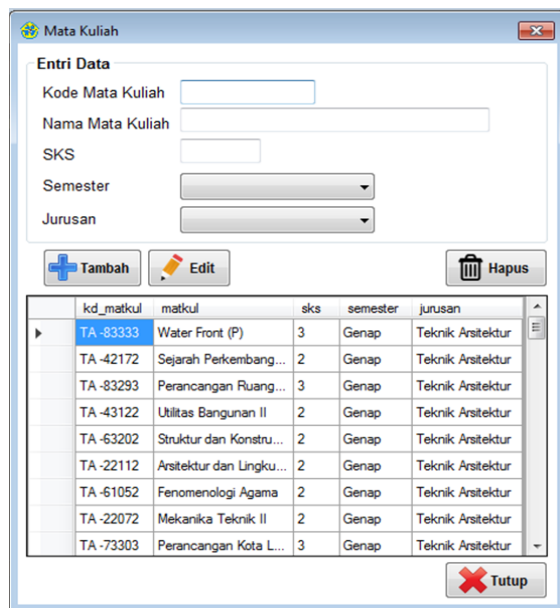 Mata Kuliah
Entri Data
Kode Mata Kuliah
Nama Mata Kuliah
SKS
Semester
Jurusan
Tambah Edit Hapus
kd_matkul matkul sks semester jurusan
TA -83333 Water Front (P) 3 Genap Teknik Arsitektur
TA -42172 Sejarah Perkembang... 2 Genap Teknik Arsitektur
TA -83293 Perancangan Ruang... 3 Genap Teknik Arsitektur
TA -43122 Utilitas Bangunan II 2 Genap Teknik Arsitektur
TA -63202 Struktur dan Konstru... 2 Genap Teknik Arsitektur
TA -22112 Arsitektur dan Lingku... 2 Genap Teknik Arsitektur
TA -61052 Fenomenologi Agama 2 Genap Teknik Arsitektur
TA -22072 Mekanika Teknik II 2 Genap Teknik Arsitektur
TA -73303 Perancangan Kota L... 3 Genap Teknik Arsitektur
Tutup